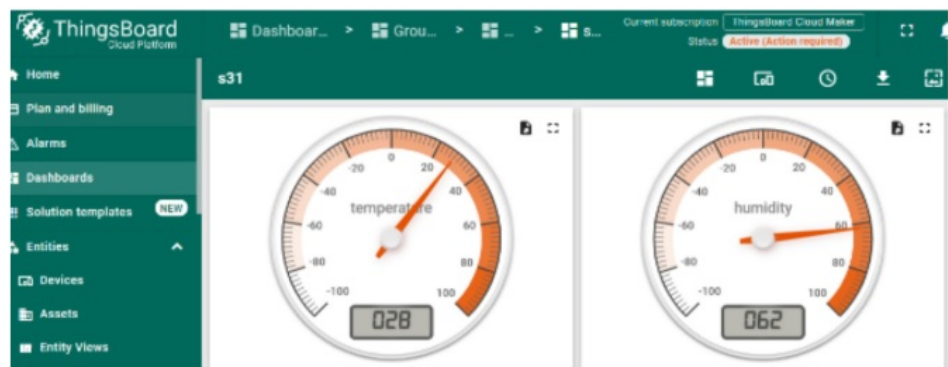 ThingsBoard
Cloud Platform
Dashboar... > Grou... > ... > s...
Current subscription ThingsBoard Cloud Maker
Status Active (Action required)
Home
Plan and billing
Alarms
Dashboards
Solution templates NEW
Entities
Devices
Assets
Entity Views
s31
temperature
-100 -80 -60 -40 -20 0 20 40 60 80 100
028
humidity
-100 -80 -60 -40 -20 0 20 40 60 80 100
062